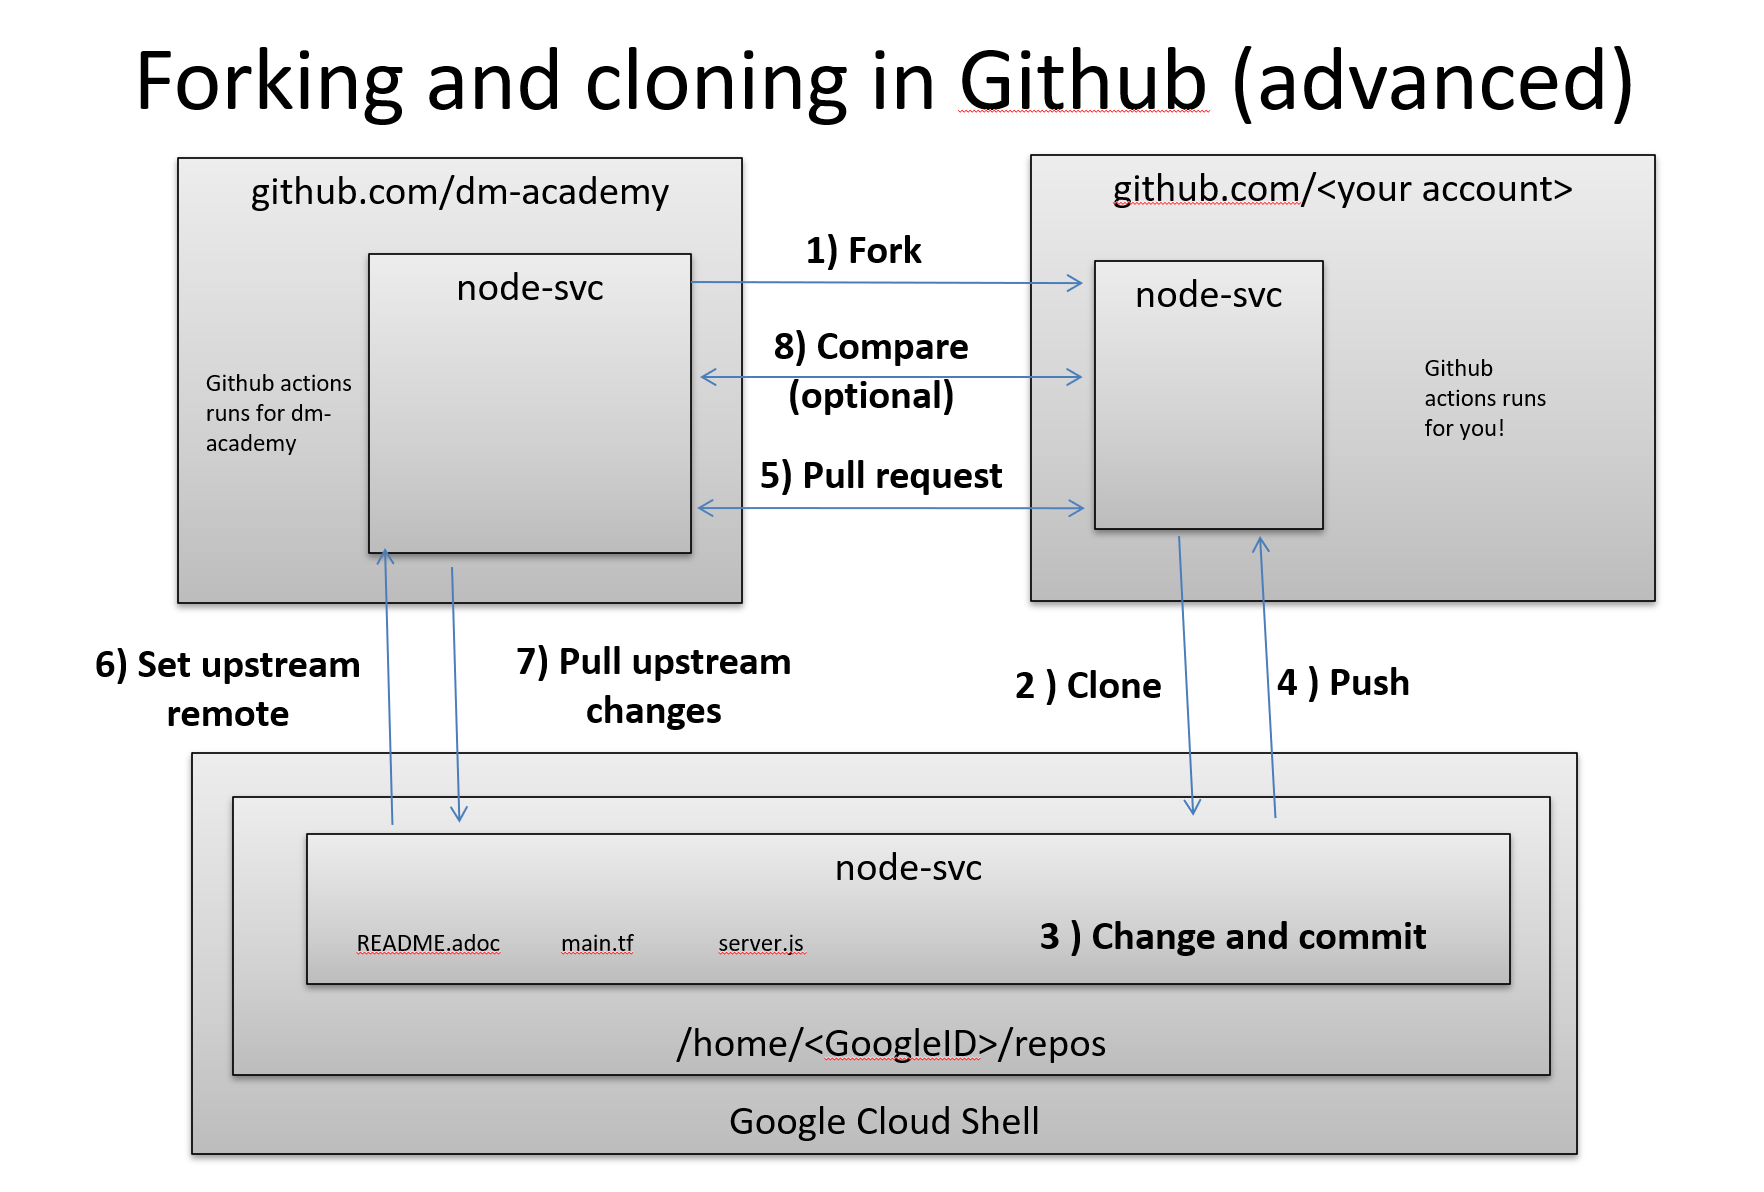 Forking and cloning in Github (advanced)
github.com/dm-academy
node-svc
Github actions
runs for dm-
academy
1) Fork
8) Compare
(optional)
5) Pull request
github.com/<your account>
node-svc
Github
actions runs
for you!
6) Set upstream
remote
7) Pull upstream
changes
2 ) Clone
4 ) Push
node-svc
README.adoc
main.tf
server.js
3 ) Change and commit
/home/<GoogleID>/repos
Google Cloud Shell